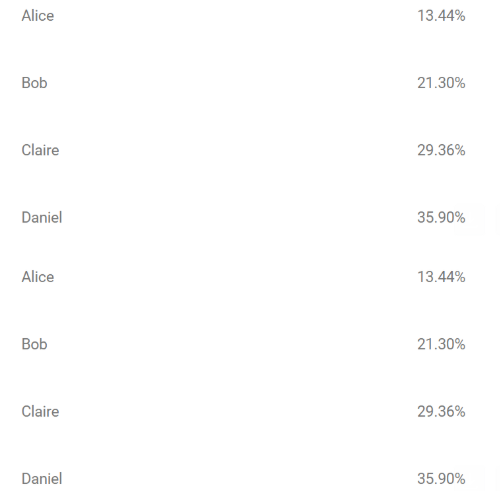 Alice 13.44%
Bob 21.30%
Claire 29.36%
Daniel 35.90%
Alice 13.44%
Bob 21.30%
Claire 29.36%
Daniel 35.90%